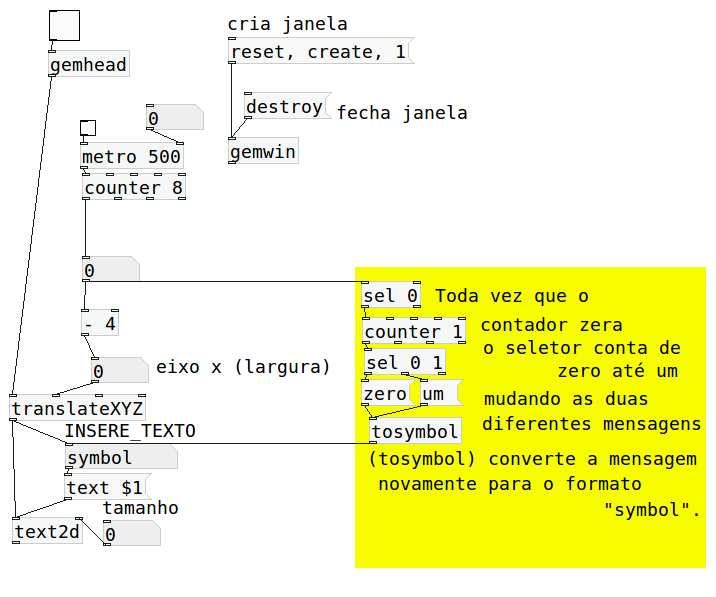 cria janela
reset, create, 1
gemhead
destroy
fecha janela
0
metro 500
gemwin
counter 8
0
sel 0
Toda vez que o
- 4
counter 1
contador zera
o seletor conta de
sel 0 1
zero até um
0
eixo x (largura)
zero
um
mudando as duas
translateXYZ
diferentes mensagens
INSERE_TEXTO
tosymbol
symbol
(tosymbol) converte a mensagem
text $1
novamente para o formato
tamanho
"symbol".
text2d
0